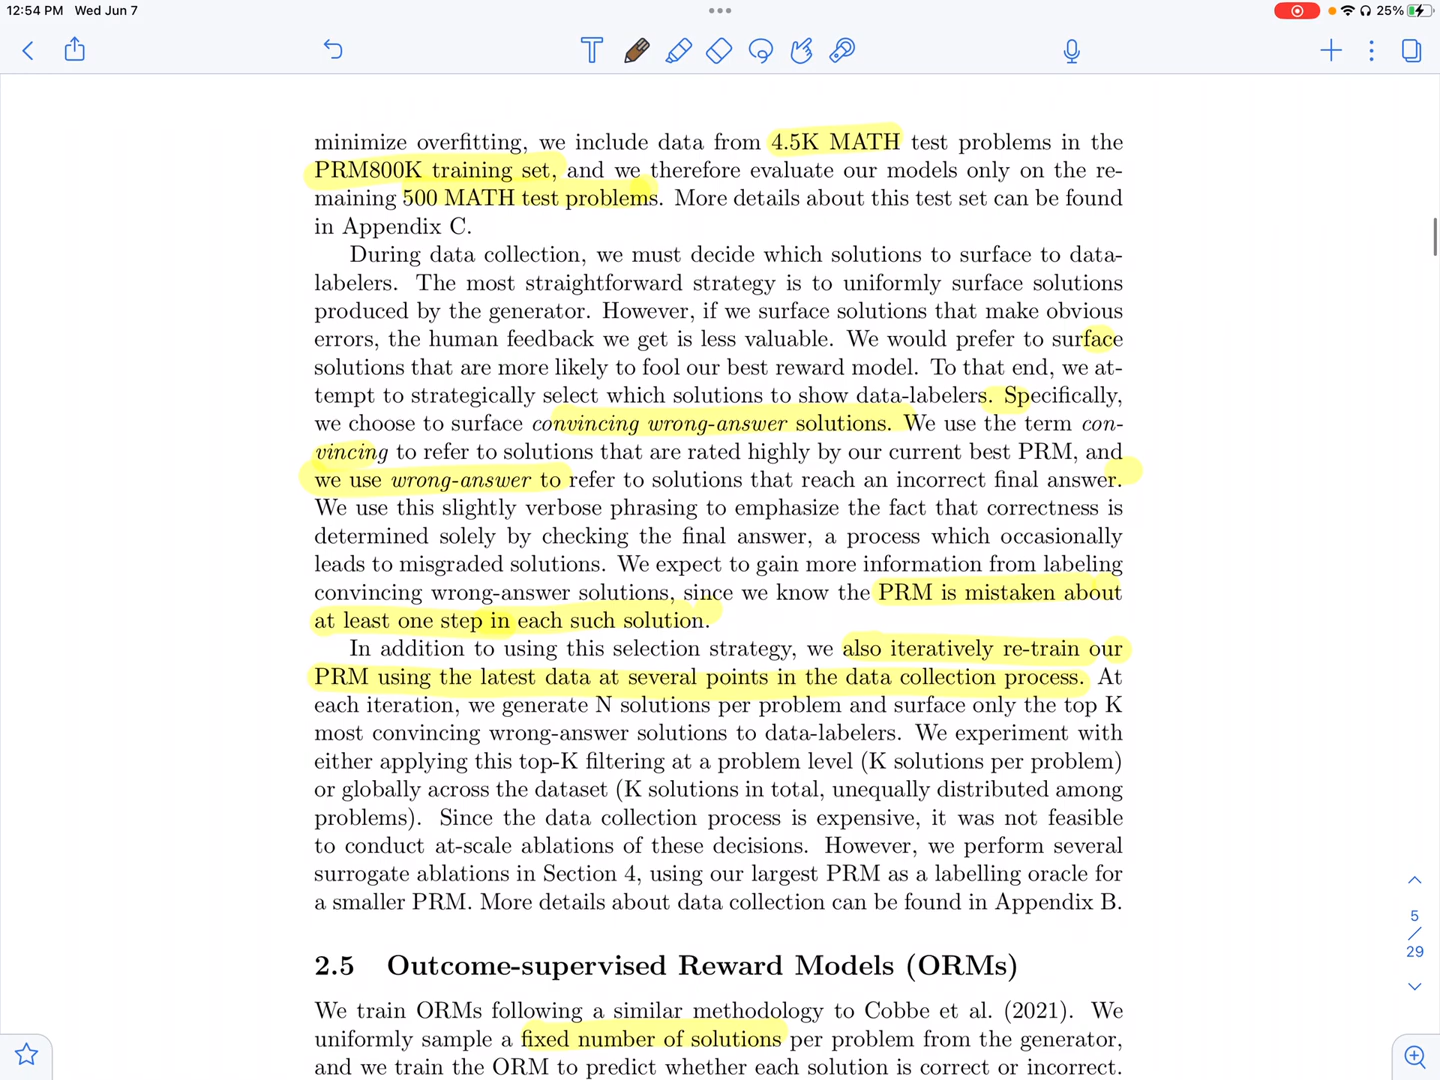 12:54 PM Wed Jun 7
25%
minimize overfitting, we include data from 4.5K MATH test problems in the
PRM800K training set, and we therefore evaluate our models only on the re-
maining 500 MATH test problems. More details about this test set can be found
in Appendix C.
During data collection, we must decide which solutions to surface to data-
labelers. The most straightforward strategy is to uniformly surface solutions
produced by the generator. However, if we surface solutions that make obvious
errors, the human feedback we get is less valuable. We would prefer to surface
solutions that are more likely to fool our best reward model. To that end, we at-
tempt to strategically select which solutions to show data-labelers. Specifically,
we choose to surface convincing wrong-answer solutions. We use the term con-
vincing to refer to solutions that are rated highly by our current best PRM, and
we use wrong-answer to refer to solutions that reach an incorrect final answer.
We use this slightly verbose phrasing to emphasize the fact that correctness is
determined solely by checking the final answer, a process which occasionally
leads to misgraded solutions. We expect to gain more information from labeling
convincing wrong-answer solutions, since we know the PRM is mistaken about
at least one step in each such solution.
In addition to using this selection strategy, we also iteratively re-train our
PRM using the latest data at several points in the data collection process. At
each iteration, we generate N solutions per problem and surface only the top K
most convincing wrong-answer solutions to data-labelers. We experiment with
either applying this top-K filtering at a problem level (K solutions per problem)
or globally across the dataset (K solutions in total, unequally distributed among
problems). Since the data collection process is expensive, it was not feasible
to conduct at-scale ablations of these decisions. However, we perform several
surrogate ablations in Section 4, using our largest PRM as a labelling oracle for
a smaller PRM. More details about data collection can be found in Appendix B.
5
/
29
2.5 Outcome-supervised Reward Models (ORMs)
We train ORMs following a similar methodology to Cobbe et al. (2021). We
uniformly sample a fixed number of solutions per problem from the generator,
and we train the ORM to predict whether each solution is correct or incorrect.